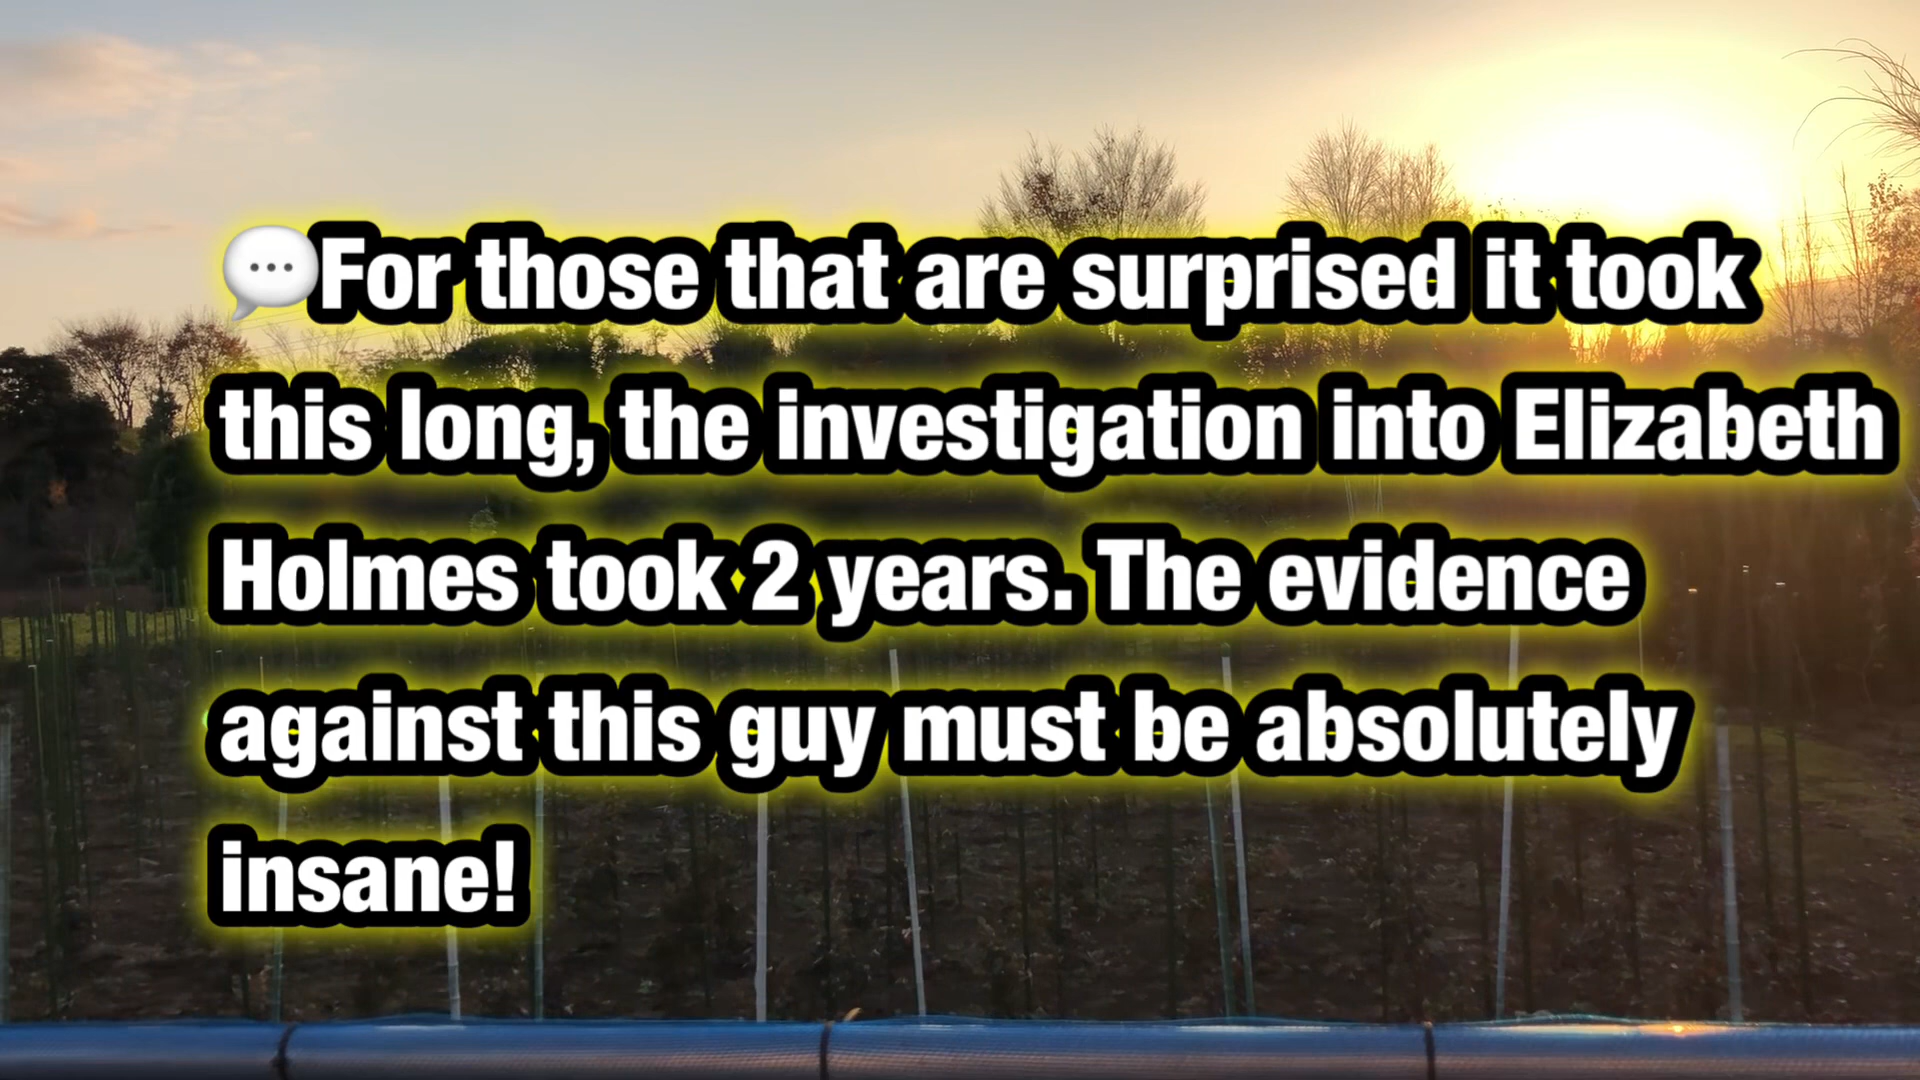 💬For those that are surprised it took
this long, the investigation into Elizabeth
Holmes took 2 years. The evidence
against this guy must be absolutely
insane!